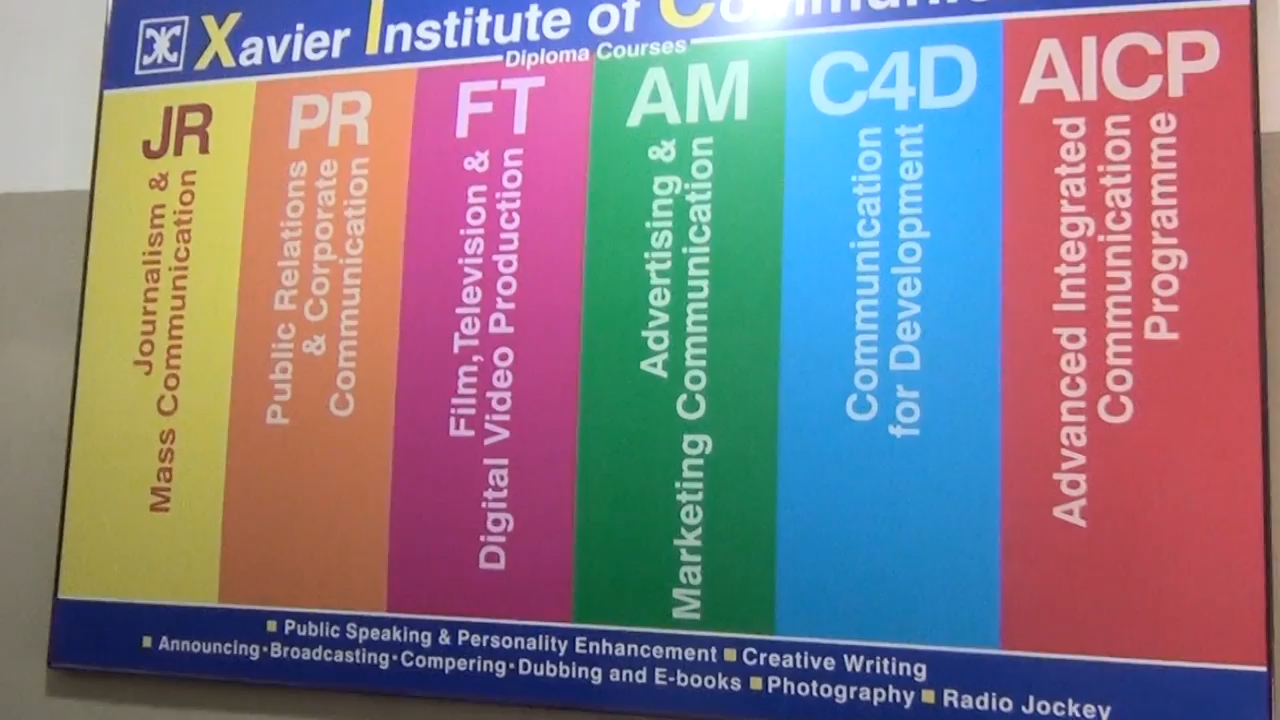 Xavier Institute of
Diploma Courses
JR
Journalism &
Mass Communication
PR
Public Relations
& Corporate
Communication
FT
Film, Television &
Digital Video Production
AM
Advertising &
Marketing Communication
C4D
Communication
for Development
AICP
Advanced Integrated
Communication
Programme
■ Public Speaking & Personality Enhancement ■ Creative Writing
■ Announcing・Broadcasting・Compering・Dubbing and E-books ■ Photography ■ Radio Jockey